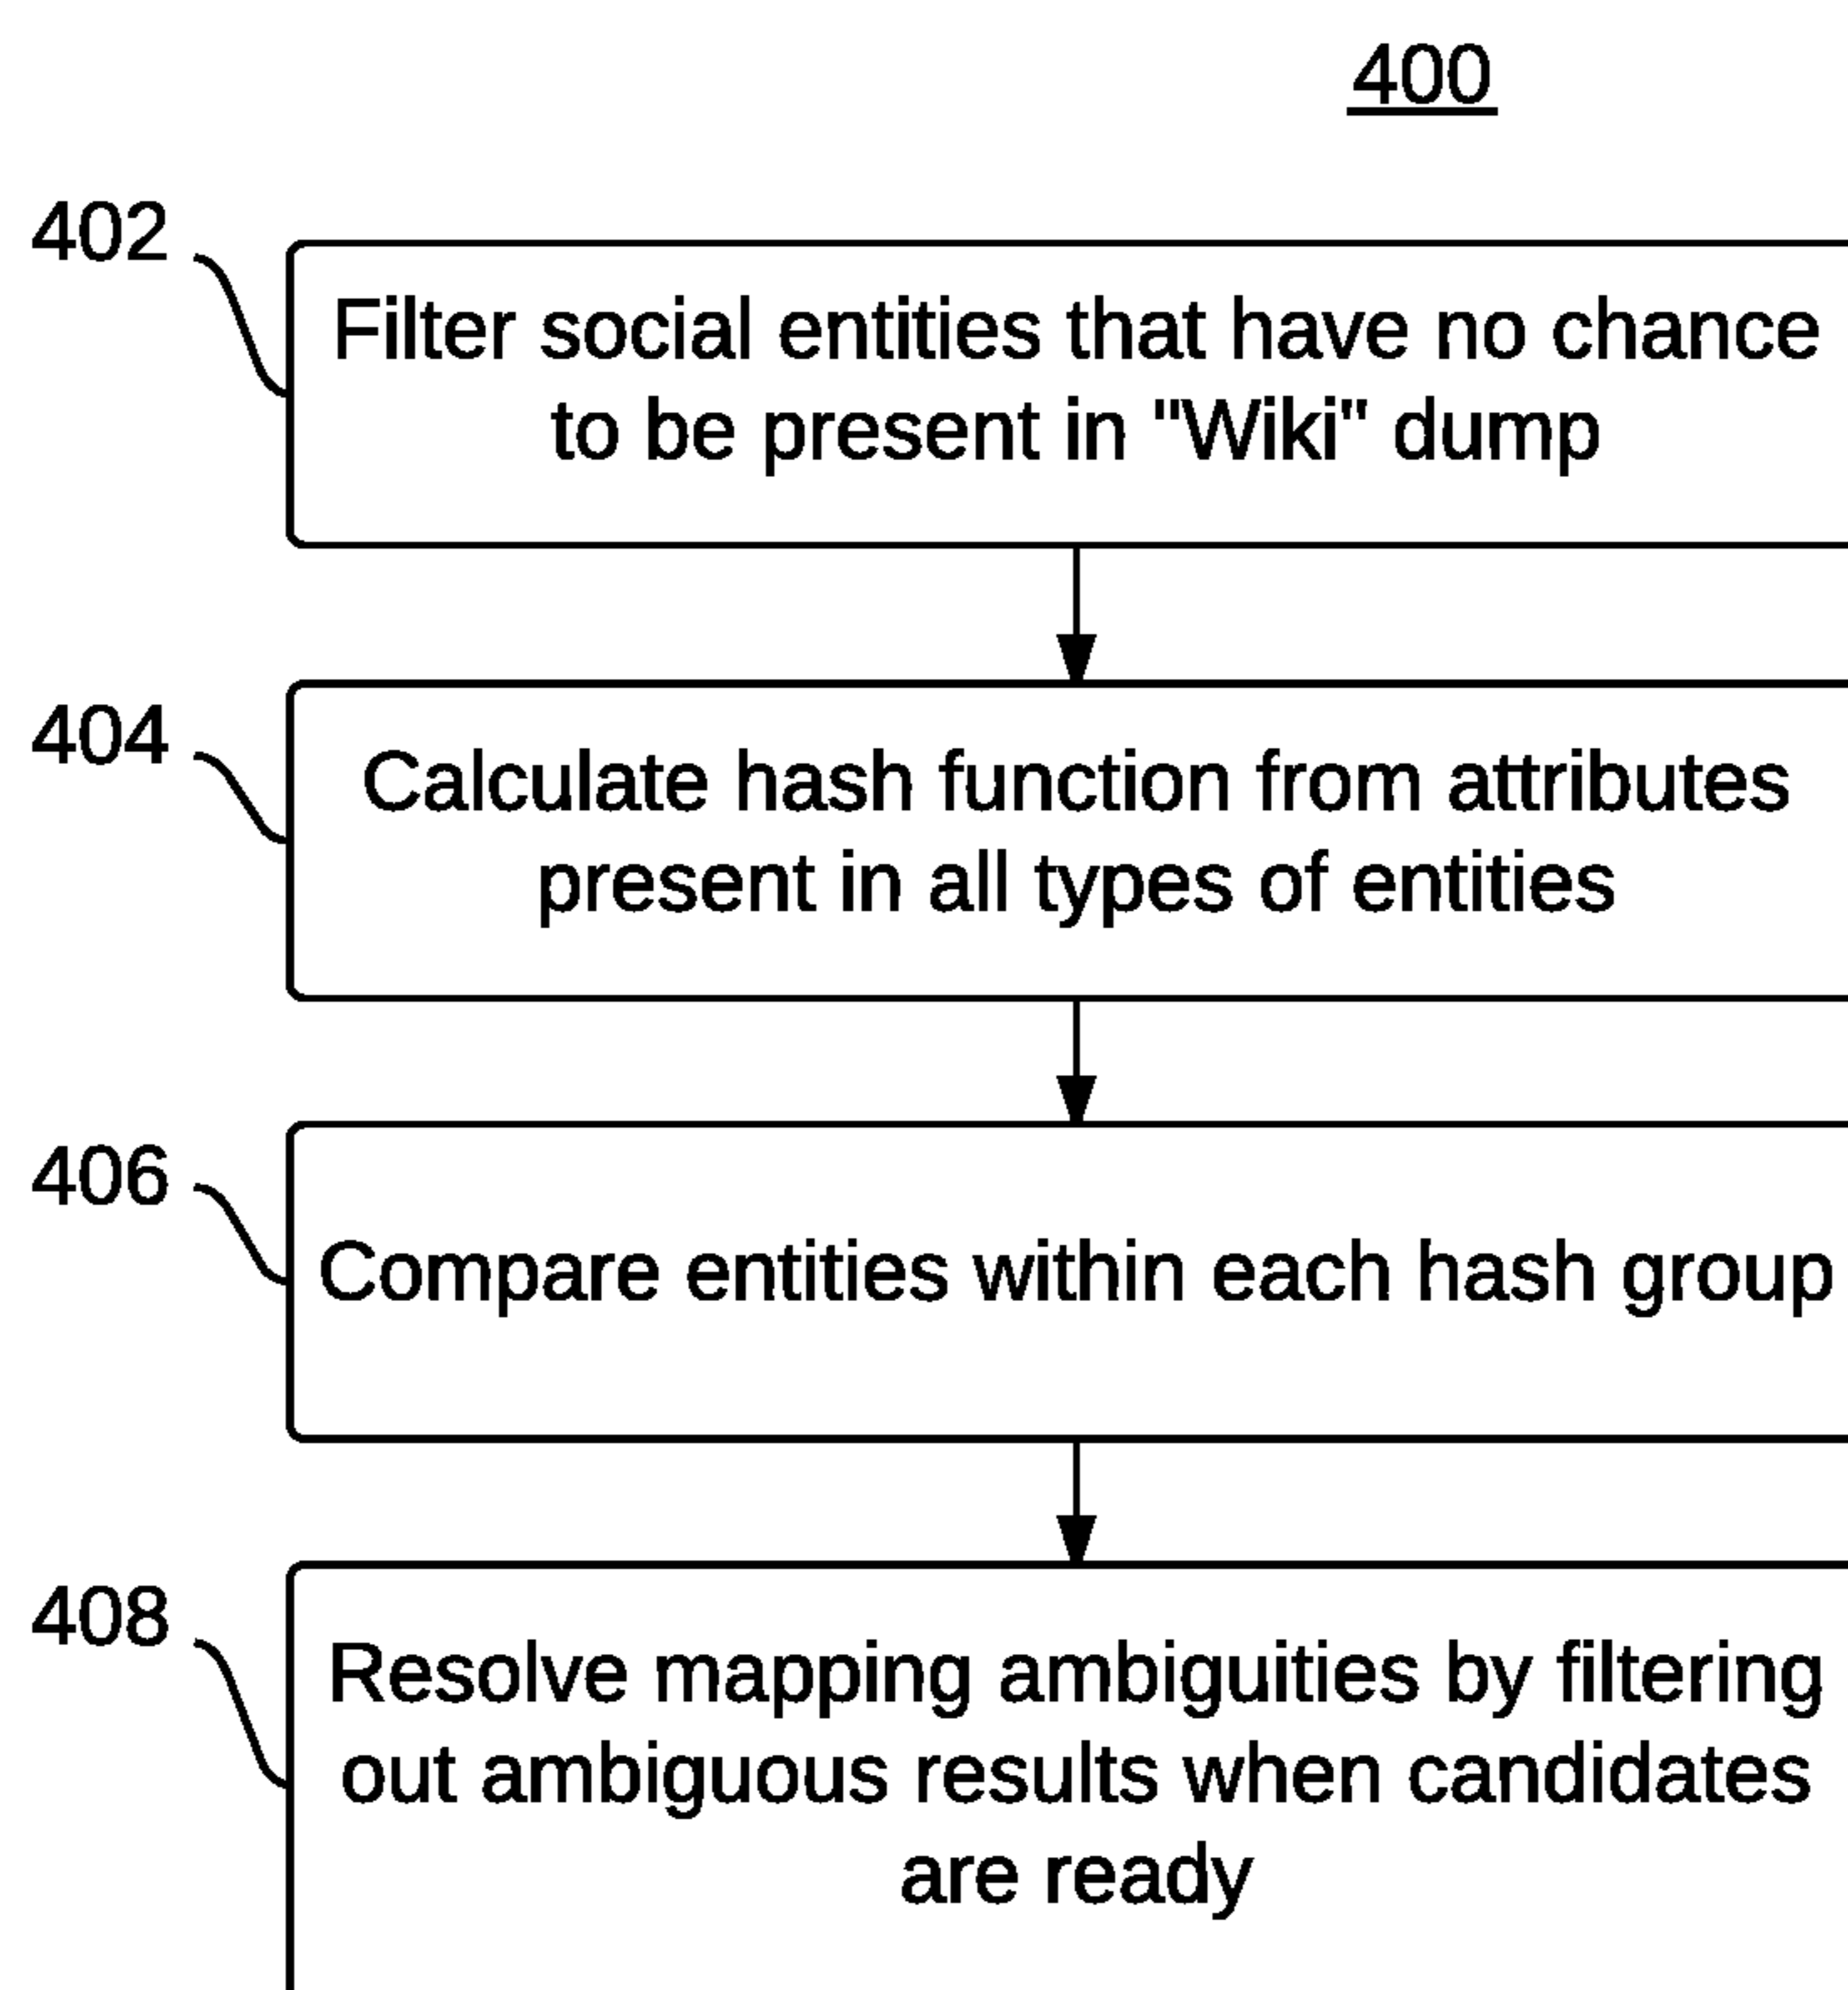 400
402
Filter social entities that have no chance
to be present in "Wiki" dump
404
Calculate hash function from attributes
present in all types of entities
406
Compare entities within each hash group
408
Resolve mapping ambiguities by filtering
out ambiguous results when candidates
are ready